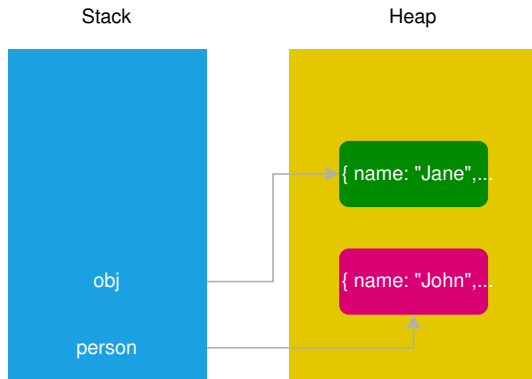 Stack
Heap
{ name: "Jane",...
{ name: "John",...
obj
person